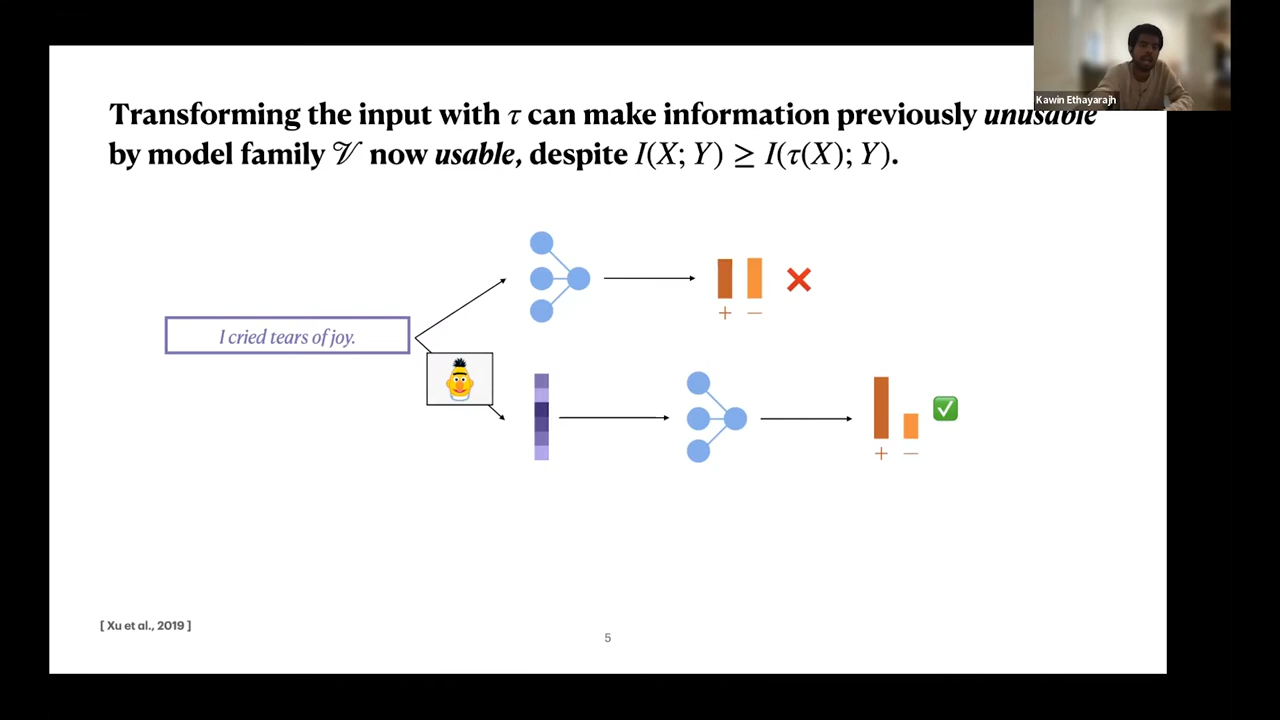 Kawin Ethayarajh
Transforming the input with τ can make information previously unusable
by model family 𝒱 now usable, despite I(X; Y) ≥ I(τ(X); Y).
I cried tears of joy.
+ −
+ −
[ Xu et al., 2019 ]
5